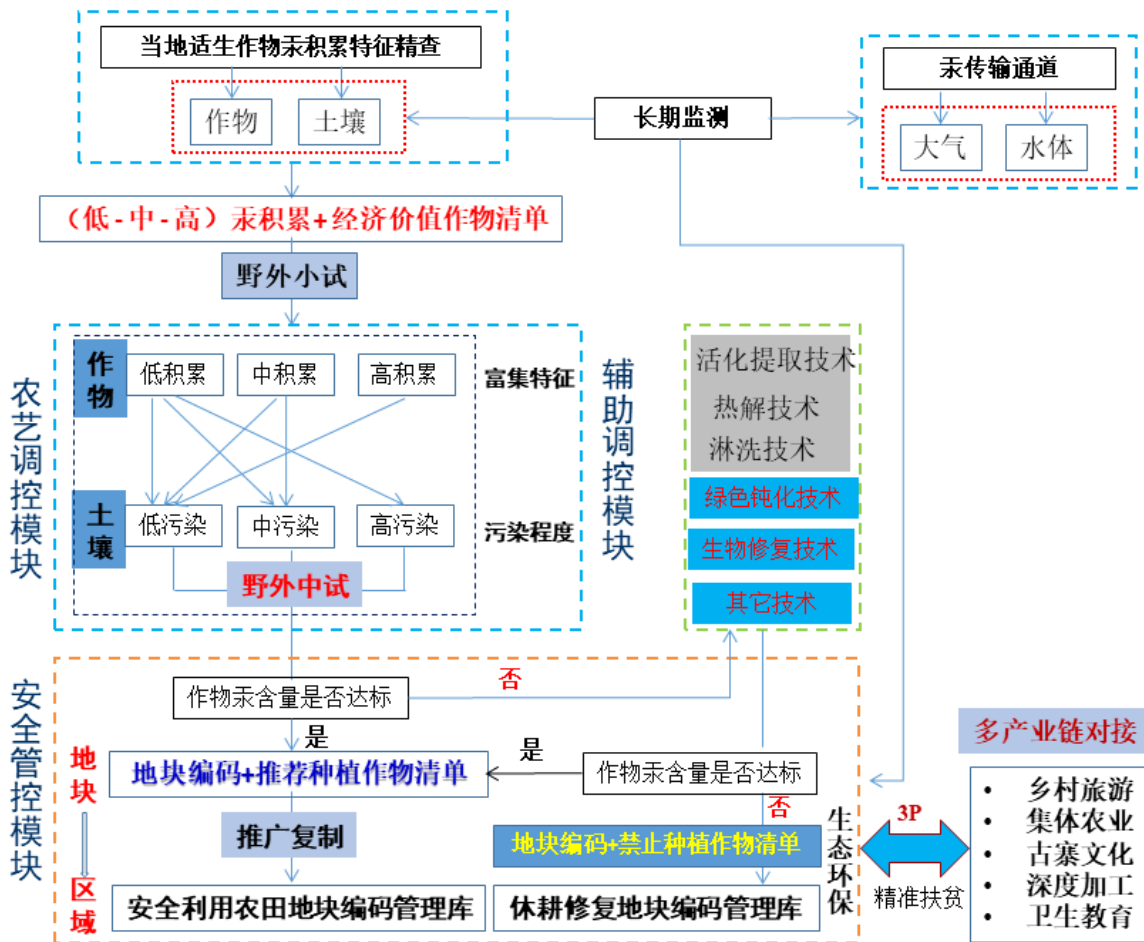 当地适生作物汞积累特征精查
作物
土壤
长期监测
汞传输通道
大气
水体
（低-中-高）汞积累+经济价值作物清单
野外小试
农艺调控模块
作物
低积累
中积累
高积累
富集特征
土壤
低污染
中污染
高污染
污染程度
野外中试
辅助调控模块
活化提取技术
热解技术
淋洗技术
绿色钝化技术
生物修复技术
其它技术
安全管控模块
作物汞含量是否达标
否
是
地块
地块编码+推荐种植作物清单
是
作物汞含量是否达标
否
推广复制
地块编码+禁止种植作物清单
区域
安全利用农田地块编码管理库
休耕修复地块编码管理库
生态环保
3P
精准扶贫
多产业链对接
• 乡村旅游
• 集体农业
• 古寨文化
• 深度加工
• 卫生教育